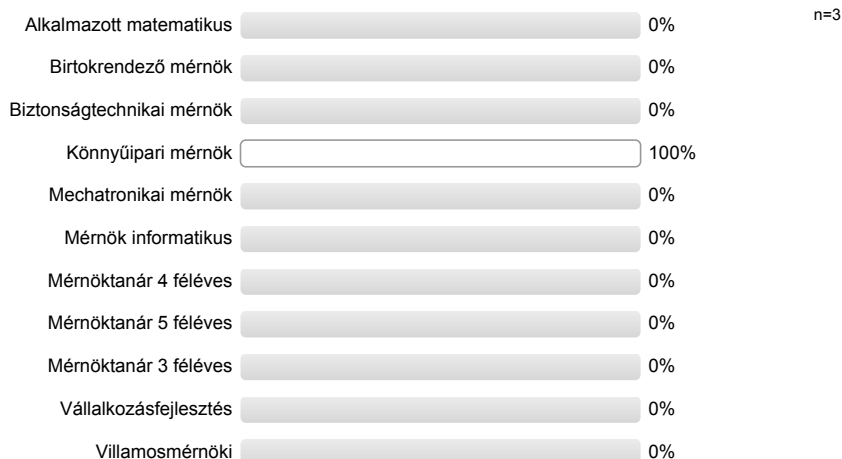 n=3
Alkalmazott matematikus 0%
Birtokrendező mérnök 0%
Biztonságtechnikai mérnök 0%
Könnyűipari mérnök 100%
Mechatronikai mérnök 0%
Mérnök informatikus 0%
Mérnöktanár 4 féléves 0%
Mérnöktanár 5 féléves 0%
Mérnöktanár 3 féléves 0%
Vállalkozásfejlesztés 0%
Villamosmérnöki 0%